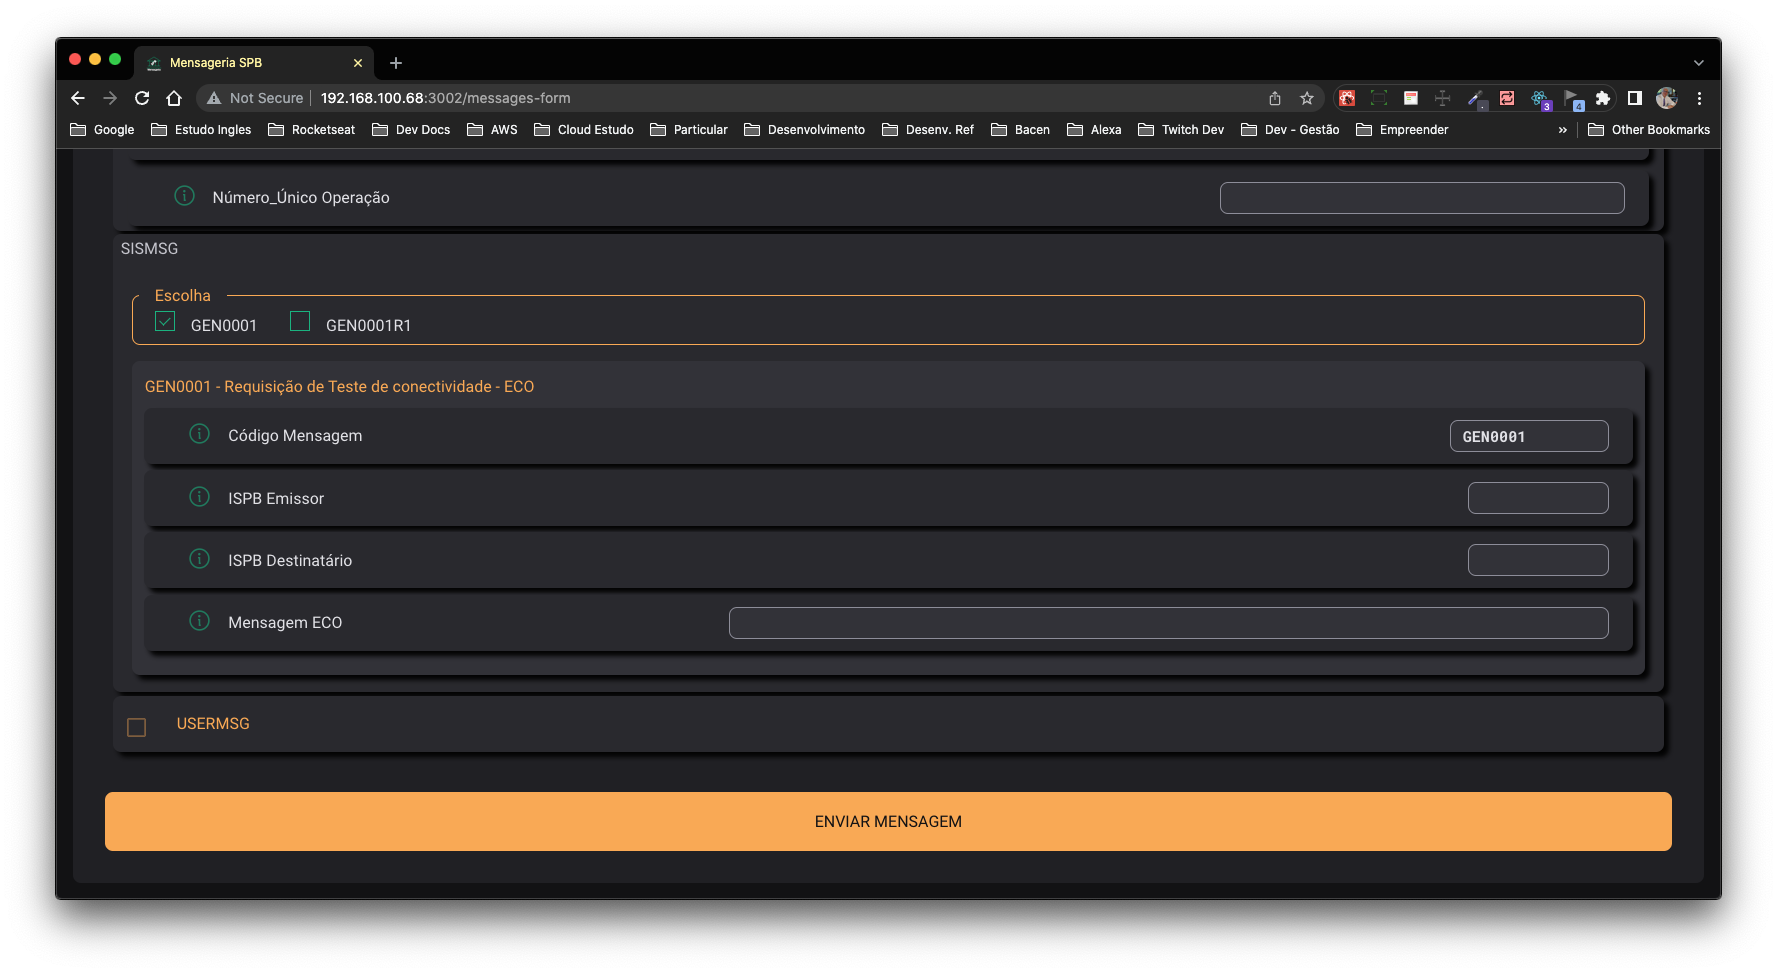 Mensageria SPB
Not Secure 192.168.100.68:3002/messages-form
3 4
Google Estudo Ingles Rocketseat Dev Docs AWS Cloud Estudo Particular Desenvolvimento Desenv. Ref Bacen Alexa Twitch Dev Dev - Gestão Empreender » Other Bookmarks
Número_Único Operação
SISMSG
Escolha
GEN0001 GEN0001R1
GEN0001 - Requisição de Teste de conectividade - ECO
Código Mensagem GEN0001
ISPB Emissor
ISPB Destinatário
Mensagem ECO
USERMSG
ENVIAR MENSAGEM